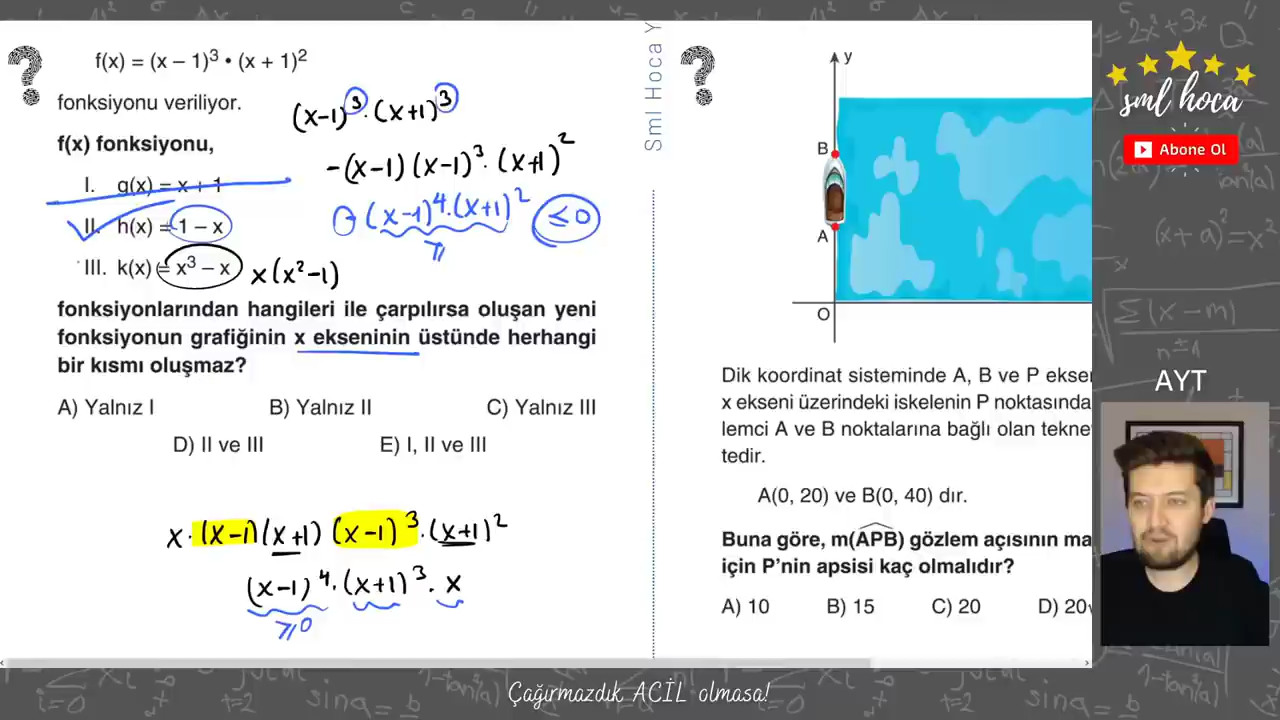 f(x) = (x – 1)³ • (x + 1)²
fonksiyonu veriliyor.
(x-1)³ · (x+1)³
f(x) fonksiyonu,
-(x-1)(x-1)³ · (x+1)²
I. g(x) = x + 1
- (x-1)⁴ · (x+1)² ≤0
II. h(x) = 1 – x
III. k(x) = x³ – x
x(x²-1)
fonksiyonlarından hangileri ile çarpılırsa oluşan yeni
fonksiyonun grafiğinin x ekseninin üstünde herhangi
bir kısmı oluşmaz?
A) Yalnız I B) Yalnız II C) Yalnız III
D) II ve III E) I, II ve III
x · (x-1)(x+1) (x-1)³ · (x+1)²
(x-1)⁴ · (x+1)³ · x
≥0
Sml Hoca Y
y
B
A
O
Dik koordinat sisteminde A, B ve P eksen
x ekseni üzerindeki iskelenin P noktasında
lemci A ve B noktalarına bağlı olan tekne
tedir.
A(0, 20) ve B(0, 40) dır.
Buna göre, m(APB) gözlem açısının ma
için P'nin apsisi kaç olmalıdır?
A) 10 B) 15 C) 20 D) 20
sml hoca
Abone Ol
AYT
Çağırmazdık ACİL olmasa!